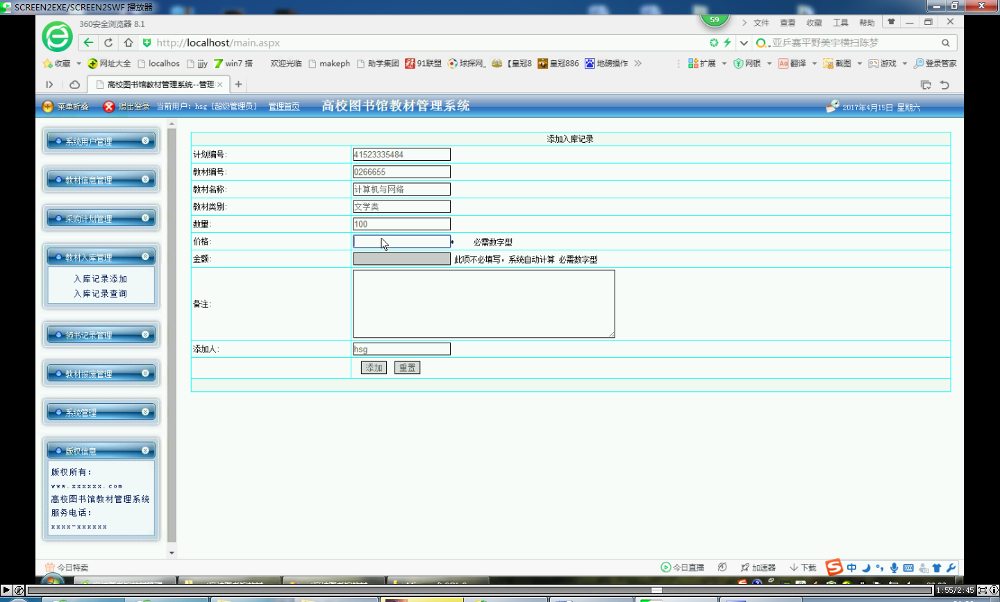 SCREEN2EXE/SCREEN2SWF 播放器
360安全浏览器 8.1
59
文件 查看 收藏 工具 帮助
http://localhost/main.aspx
亚乒赛平野美宇横扫陈梦
收藏 网址大全 localhos jjjy win7 搭 欢迎光临 makeph 助学集团 91联盟 球探网_ 【皇冠8 皇冠886 地磅操作 扩展 网银 翻译 截图 游戏 登录管家
高校图书馆教材管理系统--管理
菜单折叠 退出登录 当前用户：hsg [超级管理员] 管理首页 高校图书馆教材管理系统 2017年4月15日 星期六
系统用户管理
教材信息管理
采购计划管理
教材入库管理
入库记录添加
入库记录查询
领书记录管理
教材报废管理
系统管理
版权信息
版权所有：
www.xxxxxx.com
高校图书馆教材管理系统
服务电话：
xxxx-xxxxxx
添加入库记录
计划编号： 41523335484
教材编号： 0266655
教材名称： 计算机与网络
教材类别： 文学类
数量： 100
价格： * 必需数字型
金额： 此项不必填写，系统自动计算 必需数字型
备注：
添加人： hsg
添加 重置
今日特卖 今日直播 加速器 下载 中
1:55/2:45